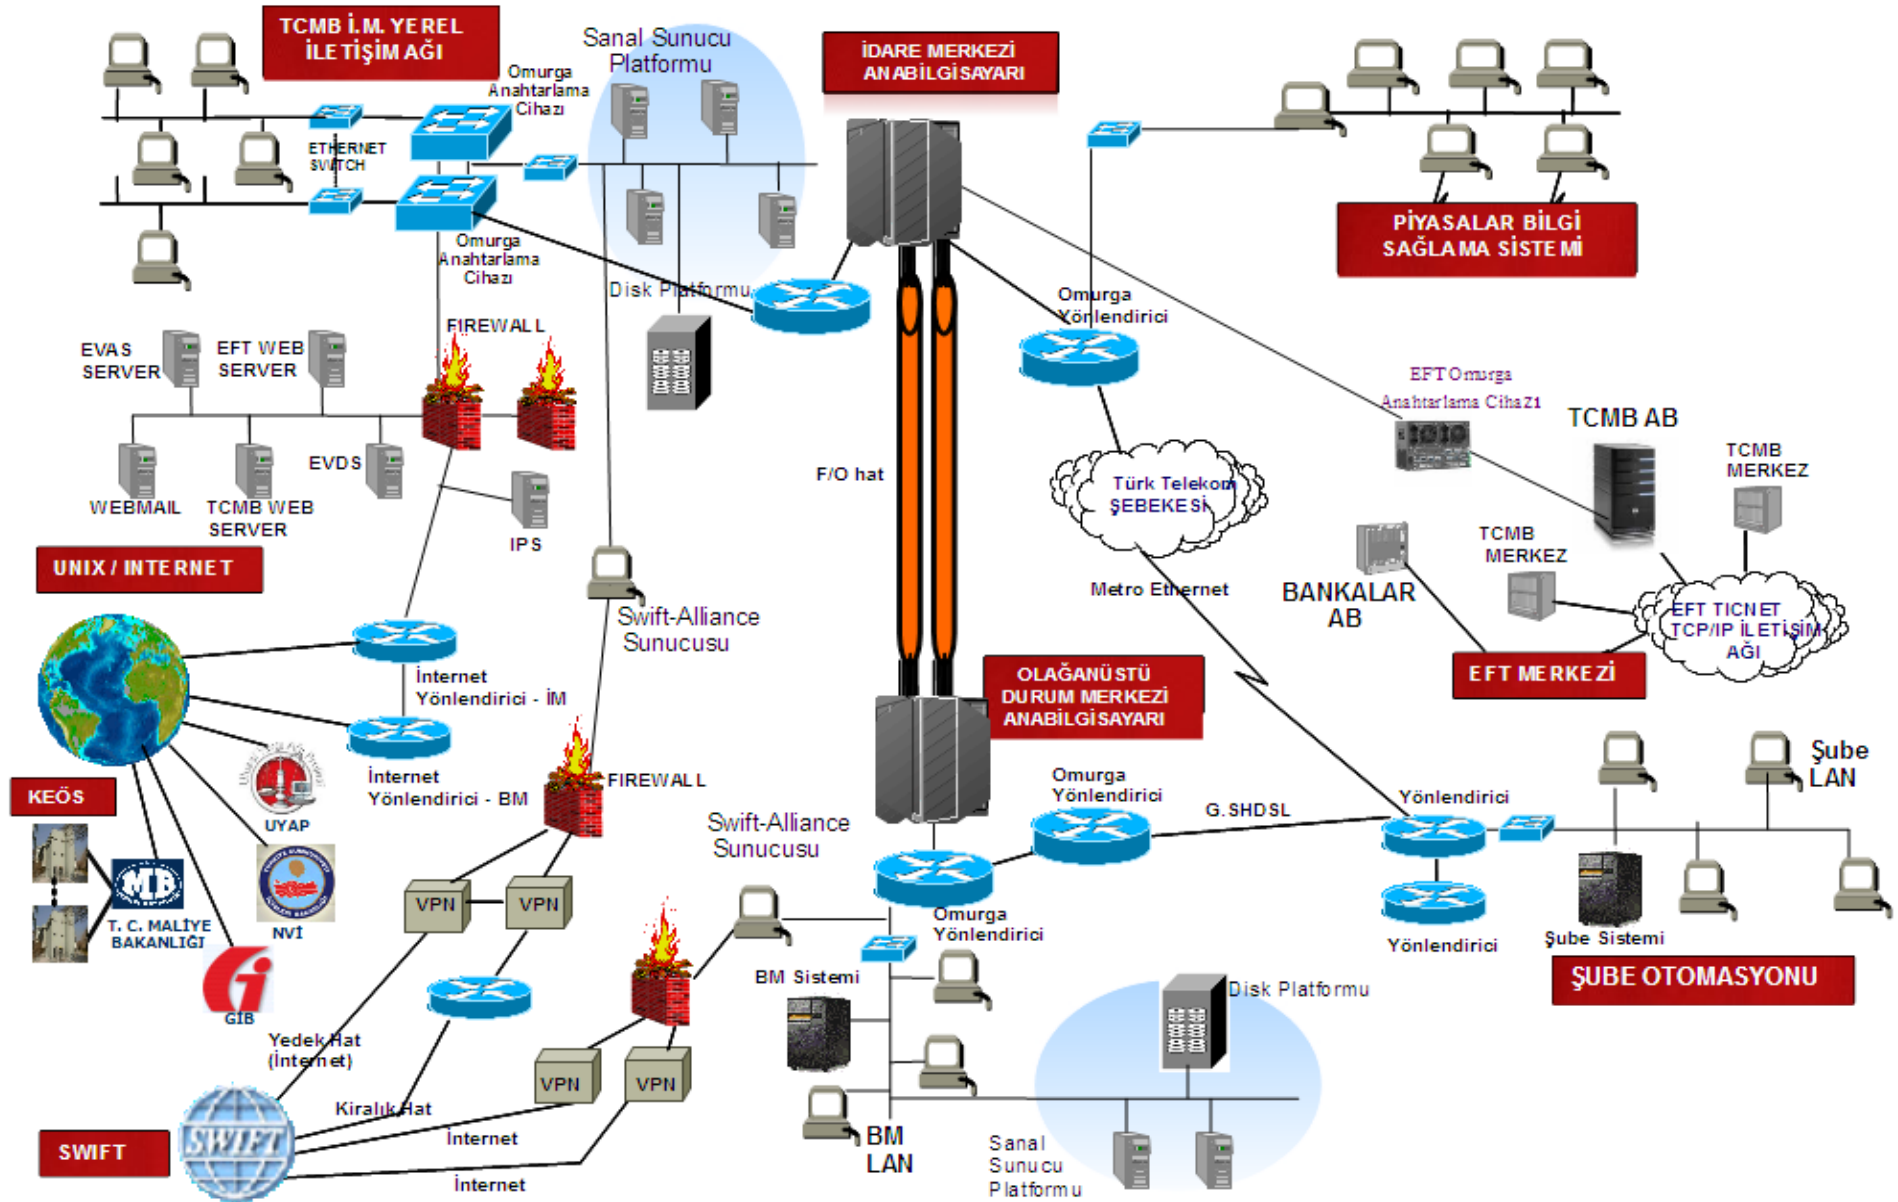 TCMB İ.M. YEREL
İLETİŞİM AĞI
Omurga
Anahtarlama
Cihazı
Sanal Sunucu
Platformu
İDARE MERKEZİ
ANABİLGİSAYARI
ETHERNET
SWITCH
Omurga
Anahtarlama
Cihazı
Disk Platformu
Omurga
Yönlendirici
PİYASALAR BİLGİ
SAĞLAMA SİSTEMİ
FIREWALL
EVAS
SERVER
EFT WEB
SERVER
WEBMAIL
TCMB WEB
SERVER
EVDS
IPS
UNIX / INTERNET
F/O hat
Türk Telekom
ŞEBEKESİ
Metro Ethernet
EFT Omurga
Anahtarlama Cihaz1
TCMB AB
TCMB
MERKEZ
TCMB
MERKEZ
BANKALAR
AB
EFT TICNET
TCP/IP İLETİŞİM
AĞI
EFT MERKEZİ
Swift-Alliance
Sunucusu
İnternet
Yönlendirici - İM
İnternet
Yönlendirici - BM
OLAĞANÜSTÜ
DURUM MERKEZİ
ANABİLGİSAYARI
FIREWALL
KEÖS
UYAP
MB
T. C. MALİYE
BAKANLIĞI
NVİ
GİB
Swift-Alliance
Sunucusu
Omurga
Yönlendirici
G.SHDSL
Yönlendirici
Şube
LAN
VPN
VPN
Omurga
Yönlendirici
Yönlendirici
Şube Sistemi
ŞUBE OTOMASYONU
BM Sistemi
Disk Platformu
Yedek Hat
(İnternet)
VPN
VPN
Kiralık Hat
İnternet
İnternet
SWIFT
SWIFT
BM
LAN
Sanal
Sunucu
Platformu